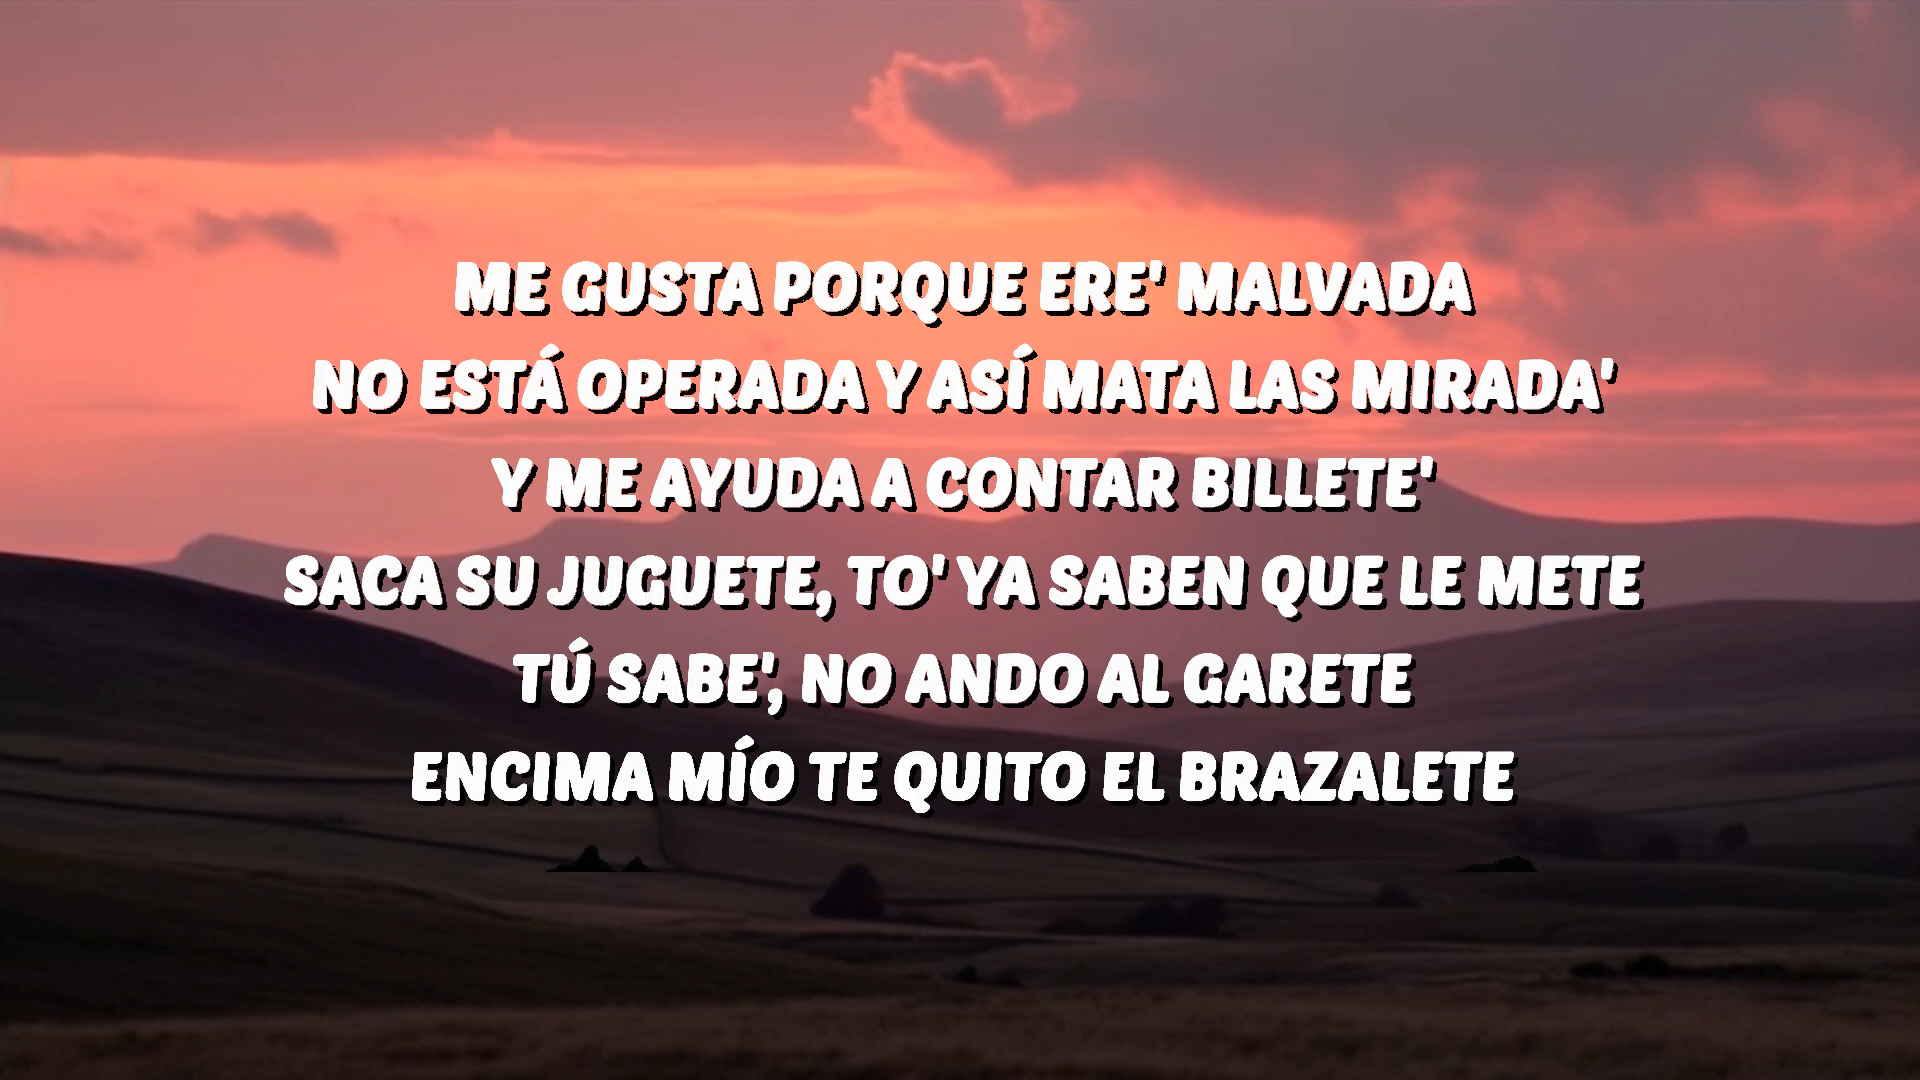 ME GUSTA PORQUE ERE' MALVADA
NO ESTÁ OPERADA Y ASÍ MATA LAS MIRADA'
Y ME AYUDA A CONTAR BILLETE'
SACA SU JUGUETE, TO' YA SABEN QUE LE METE
TÚ SABE', NO ANDO AL GARETE
ENCIMA MÍO TE QUITO EL BRAZALETE